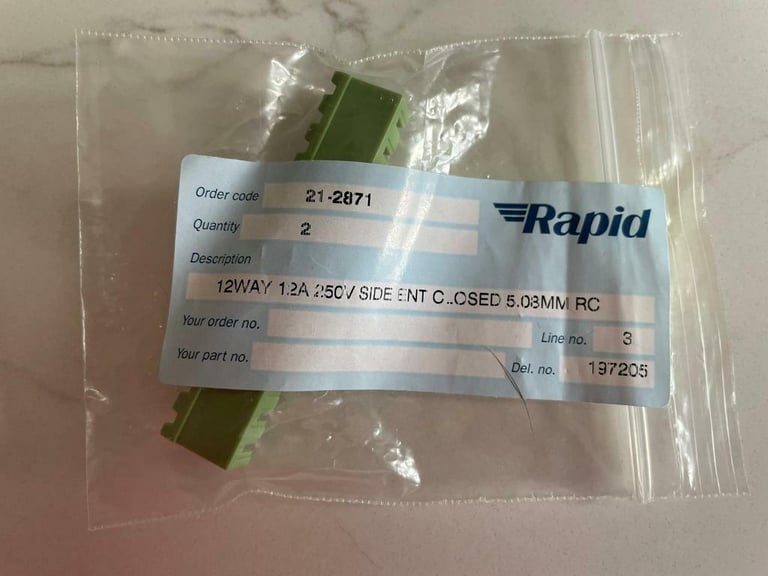 Order code 21-2871
Rapid
Quantity 2
Description
12WAY 12A 250V SIDE ENT CLOSED 5.08MM RC
Your order no.
Line no. 3
Your part no.
Del. no. 197205